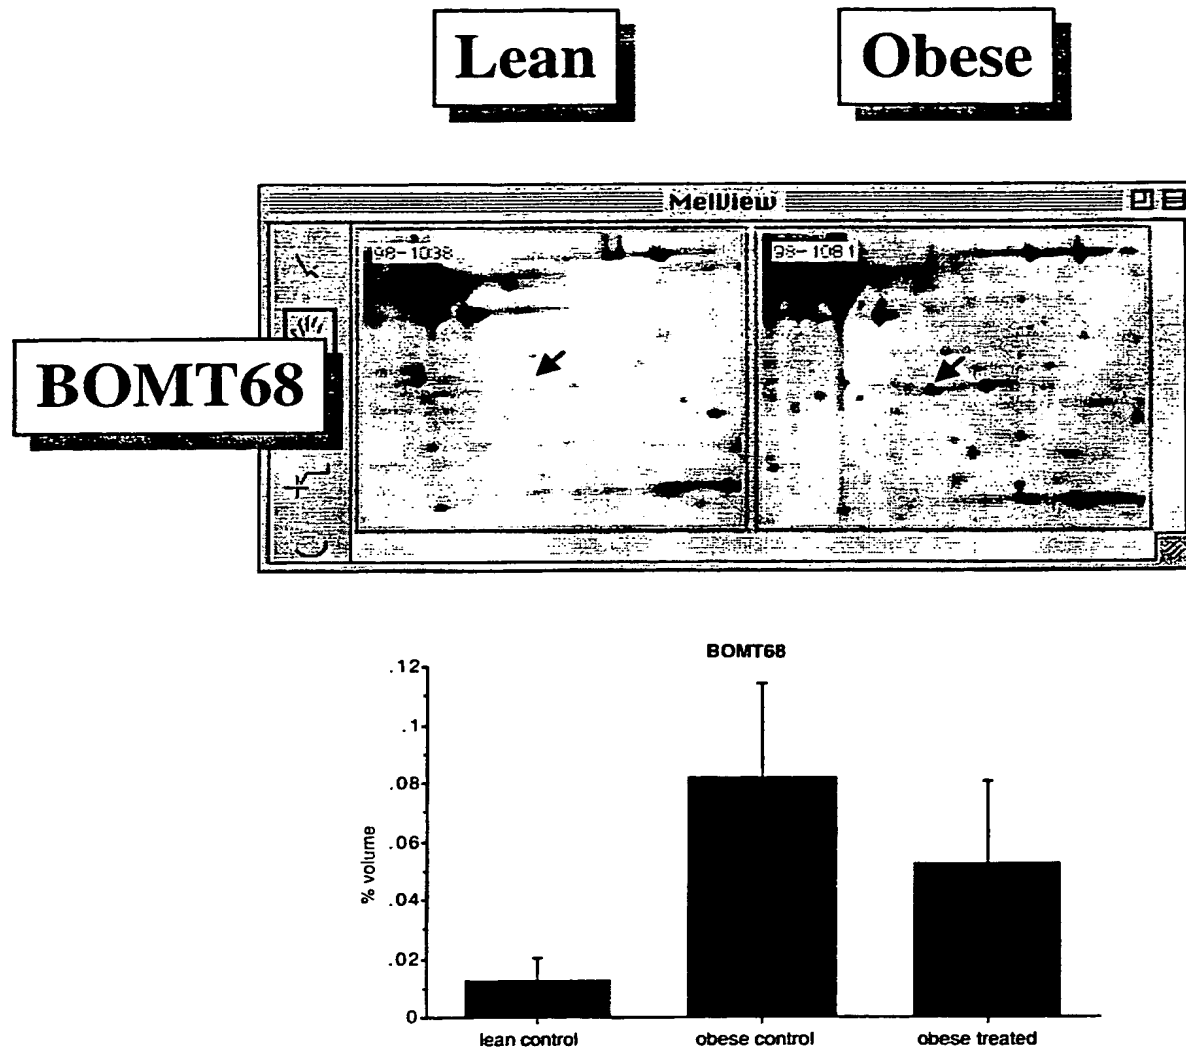 Lean
Obese
MelView
98-1038
98-1081
BOMT68
BOMT68
.12
.1
.08
.06
.04
.02
0
% volume
lean control
obese control
obese treated